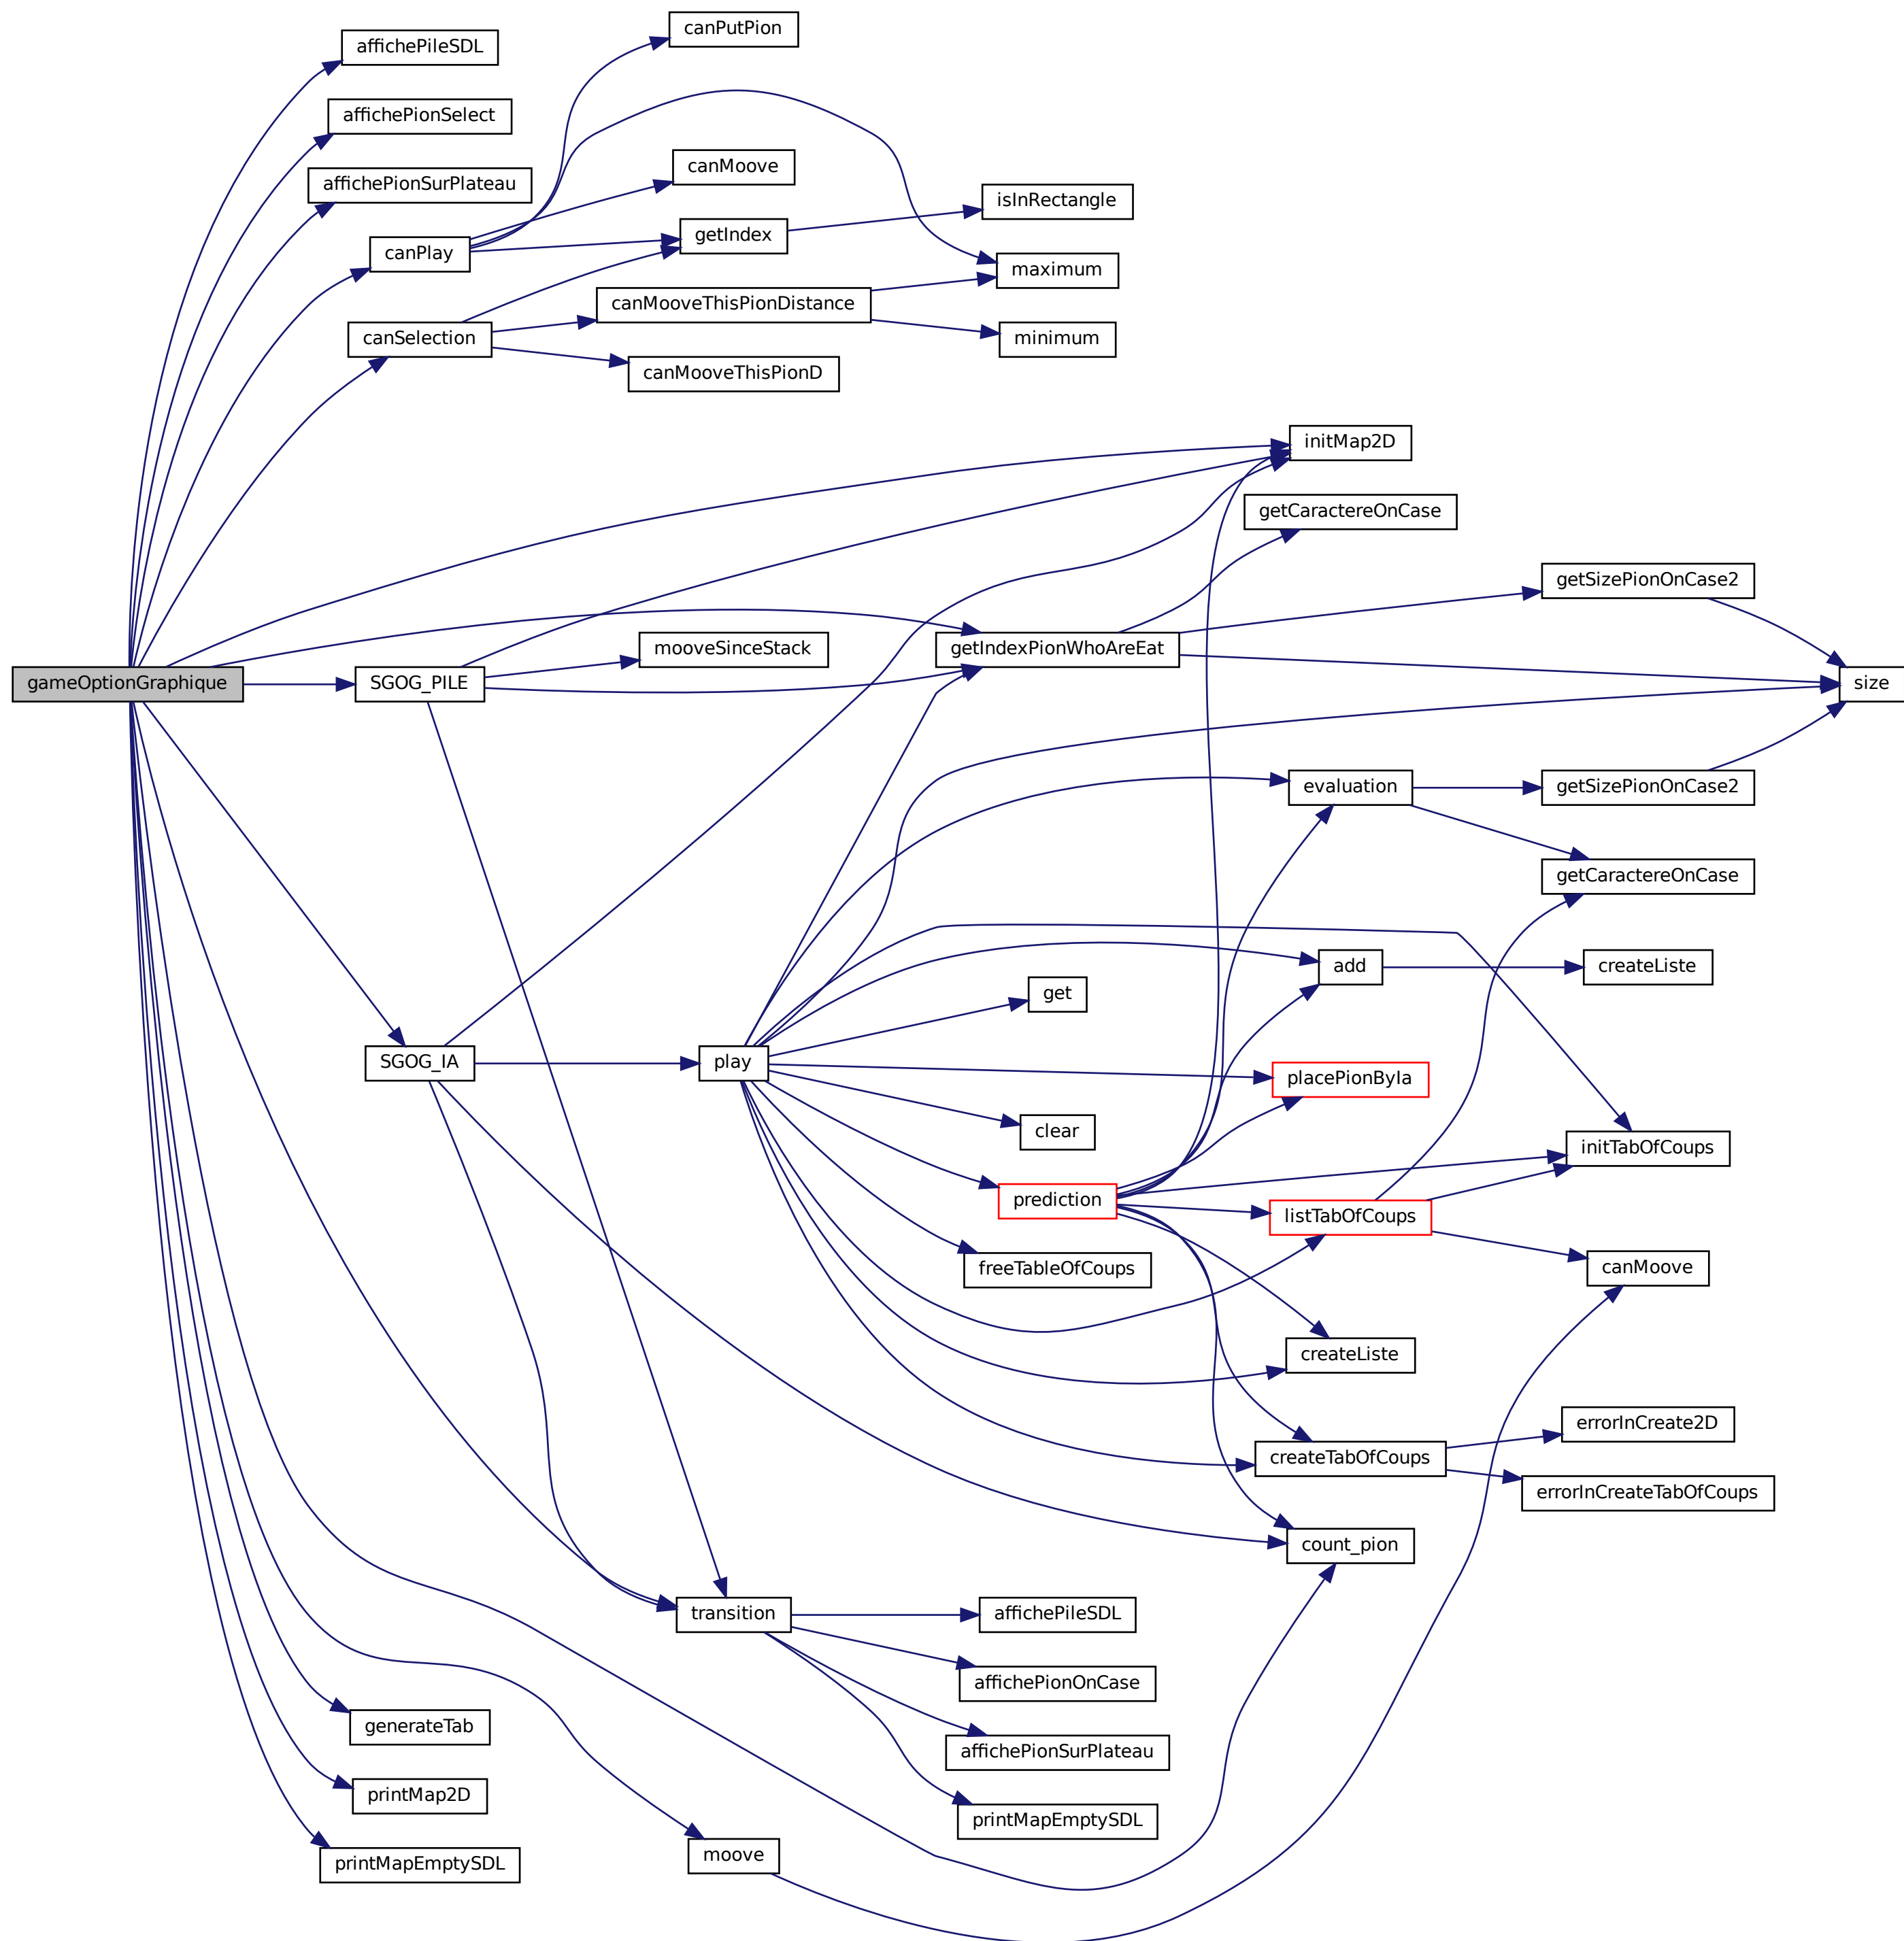 affichePileSDL
affichePionSelect
affichePionSurPlateau
canPlay
canSelection
gameOptionGraphique
SGOG_PILE
SGOG_IA
generateTab
printMap2D
printMapEmptySDL
canPutPion
canMoove
getIndex
canMooveThisPionDistance
canMooveThisPionD
mooveSinceStack
play
transition
moove
isInRectangle
maximum
minimum
getIndexPionWhoAreEat
get
clear
prediction
freeTableOfCoups
affichePileSDL
affichePionOnCase
affichePionSurPlateau
printMapEmptySDL
initMap2D
getCaractereOnCase
evaluation
add
placePionByIa
listTabOfCoups
createListe
createTabOfCoups
count_pion
getSizePionOnCase2
getSizePionOnCase2
getCaractereOnCase
createListe
initTabOfCoups
canMoove
errorInCreate2D
errorInCreateTabOfCoups
size